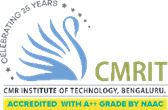 CELEBRATING 25 YEARS
CMRIT
CMR INSTITUTE OF TECHNOLOGY, BENGALURU
ACCREDITED WITH A++ GRADE BY NAAC